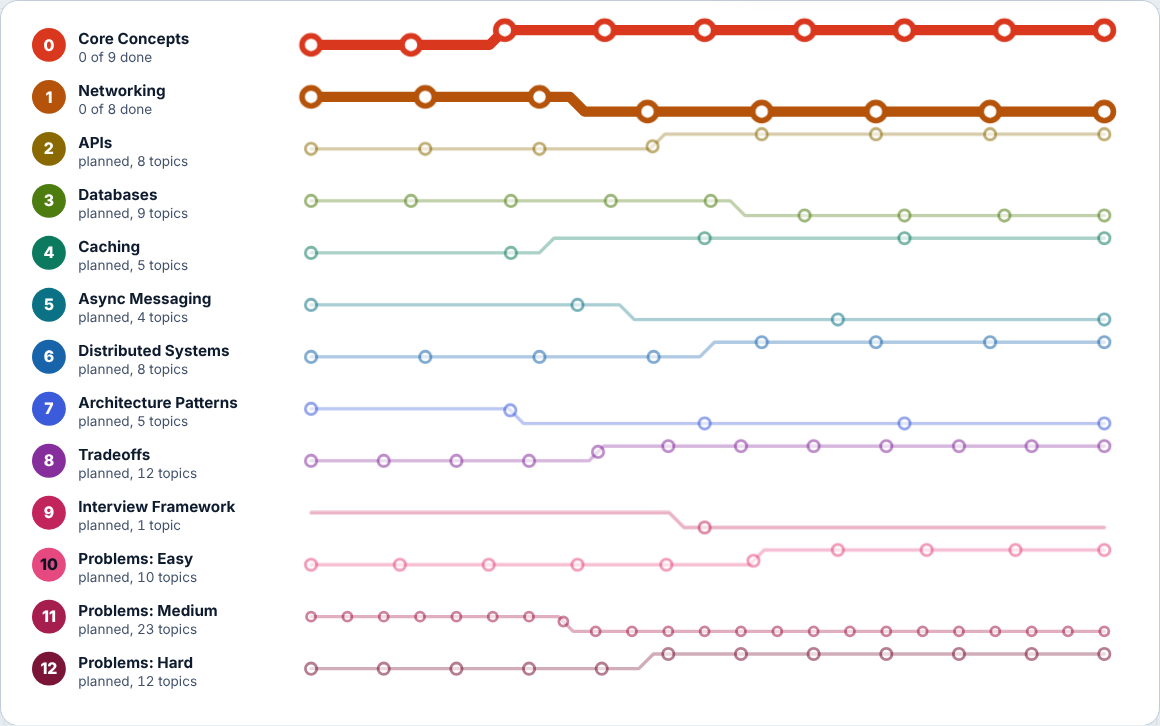 0
Core Concepts
0 of 9 done
1
Networking
0 of 8 done
2
APIs
planned, 8 topics
3
Databases
planned, 9 topics
4
Caching
planned, 5 topics
5
Async Messaging
planned, 4 topics
6
Distributed Systems
planned, 8 topics
7
Architecture Patterns
planned, 5 topics
8
Tradeoffs
planned, 12 topics
9
Interview Framework
planned, 1 topic
10
Problems: Easy
planned, 10 topics
11
Problems: Medium
planned, 23 topics
12
Problems: Hard
planned, 12 topics